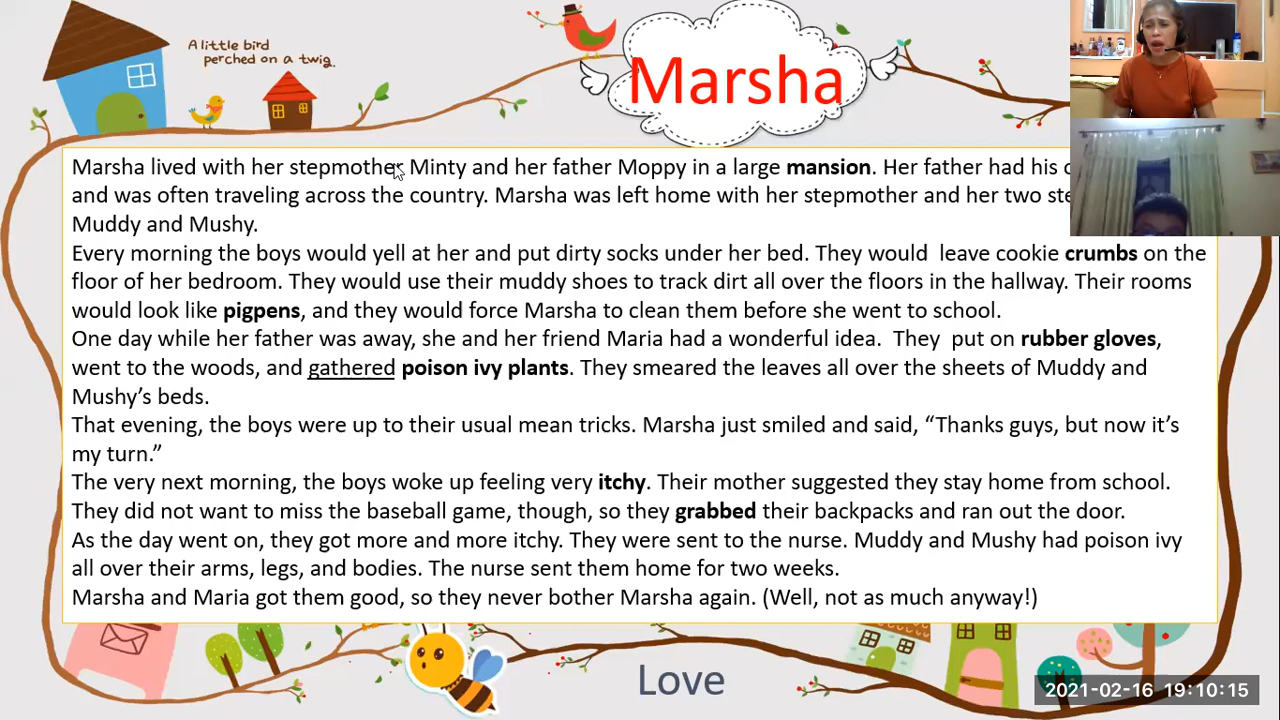 A little bird
perched on a twig.
Marsha
Marsha lived with her stepmother Minty and her father Moppy in a large mansion. Her father had his
and was often traveling across the country. Marsha was left home with her stepmother and her two
Muddy and Mushy.
Every morning the boys would yell at her and put dirty socks under her bed. They would leave cookie crumbs on the
floor of her bedroom. They would use their muddy shoes to track dirt all over the floors in the hallway. Their rooms
would look like pigpens, and they would force Marsha to clean them before she went to school.
One day while her father was away, she and her friend Maria had a wonderful idea. They put on rubber gloves,
went to the woods, and gathered poison ivy plants. They smeared the leaves all over the sheets of Muddy and
Mushy's beds.
That evening, the boys were up to their usual mean tricks. Marsha just smiled and said, “Thanks guys, but now it's
my turn.”
The very next morning, the boys woke up feeling very itchy. Their mother suggested they stay home from school.
They did not want to miss the baseball game, though, so they grabbed their backpacks and ran out the door.
As the day went on, they got more and more itchy. They were sent to the nurse. Muddy and Mushy had poison ivy
all over their arms, legs, and bodies. The nurse sent them home for two weeks.
Marsha and Maria got them good, so they never bother Marsha again. (Well, not as much anyway!)
Love
2021-02-16 19:10:15